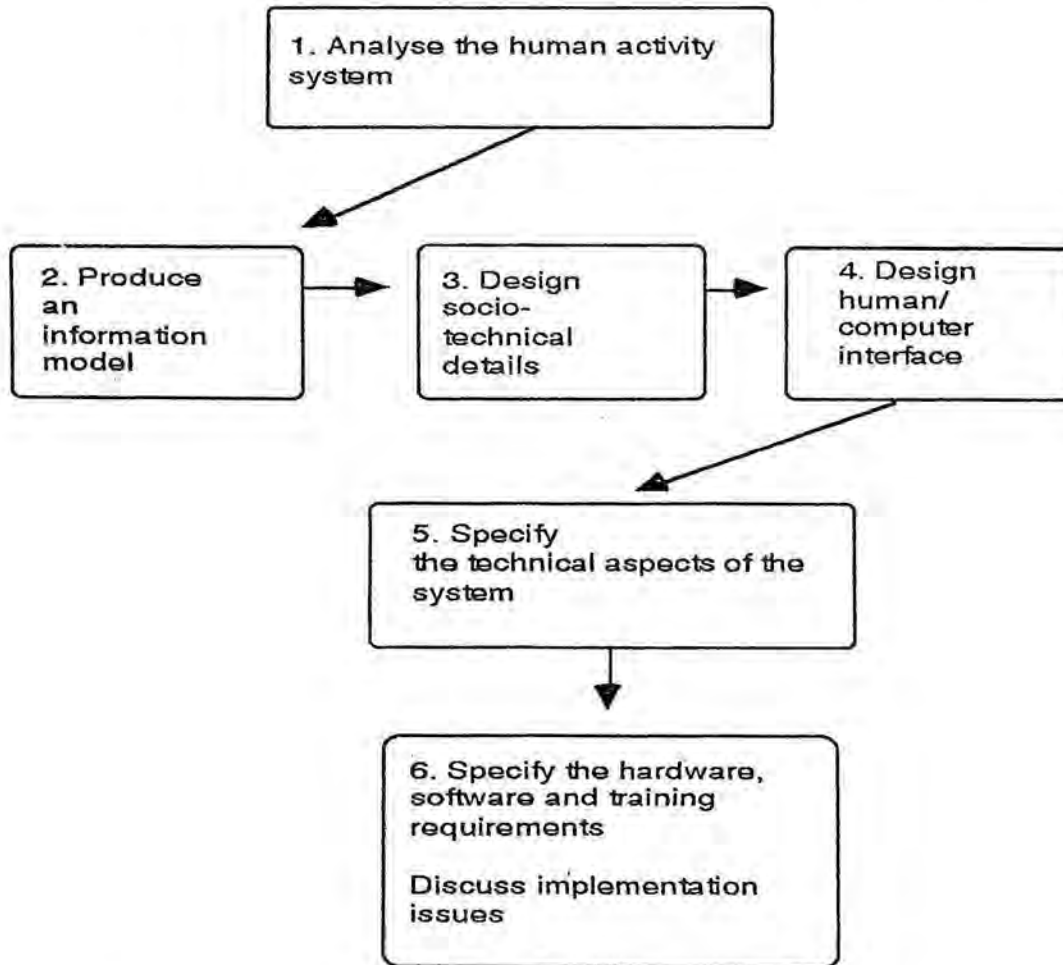 1. Analyse the human activity
system
2. Produce
an
information
model
3. Design
socio-
technical
details
4. Design
human/
computer
interface
5. Specify
the technical aspects of the
system
6. Specify the hardware,
software and training
requirements
Discuss implementation
issues